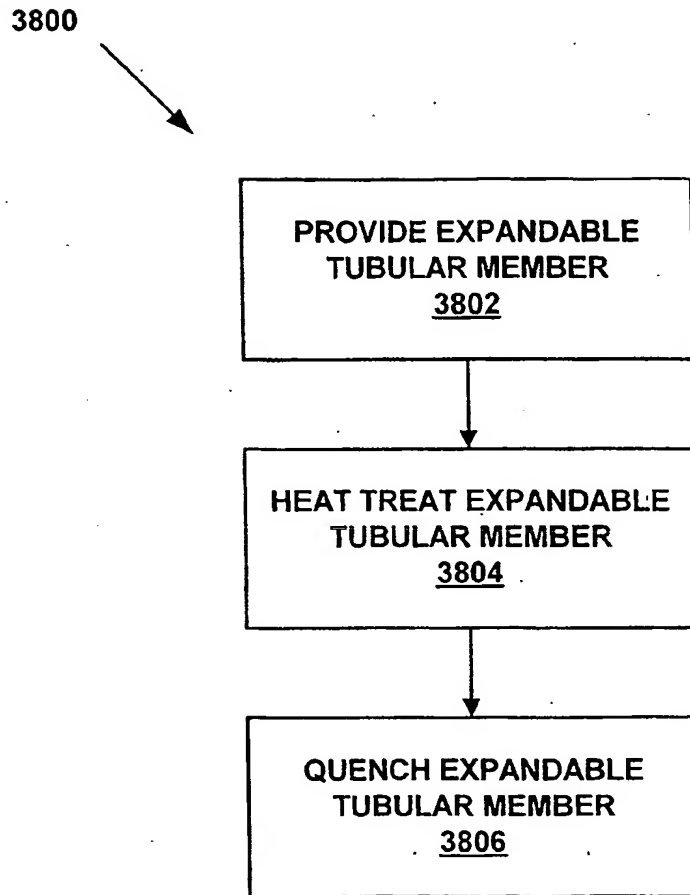 3800
PROVIDE EXPANDABLE
TUBULAR MEMBER
3802
HEAT TREAT EXPANDABLE
TUBULAR MEMBER
3804
QUENCH EXPANDABLE
TUBULAR MEMBER
3806